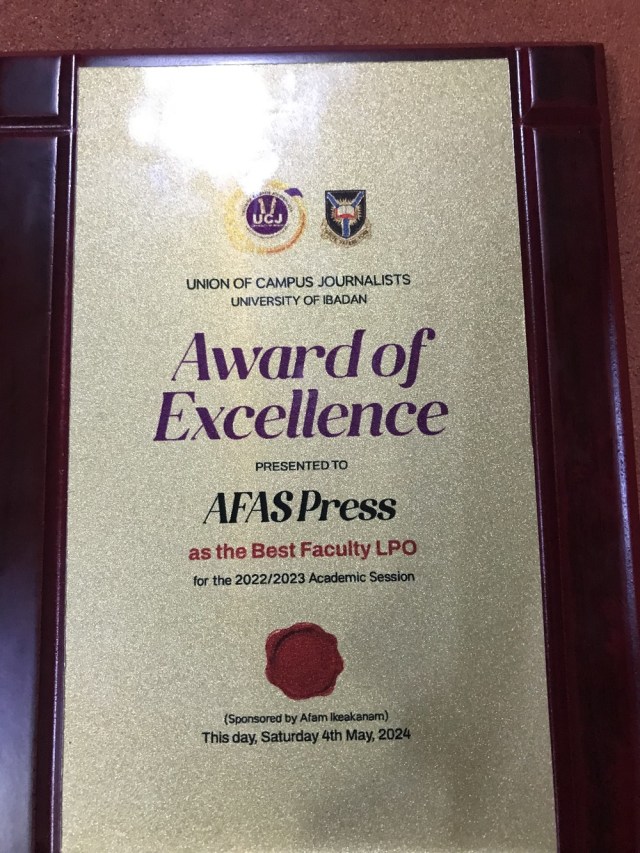 UCJ
UNION OF CAMPUS JOURNALISTS
UNIVERSITY OF IBADAN
Award of
Excellence
PRESENTED TO
AFAS Press
as the Best Faculty LPO
for the 2022/2023 Academic Session
(Sponsored by Afam Ikeakanam)
This day, Saturday 4th May, 2024